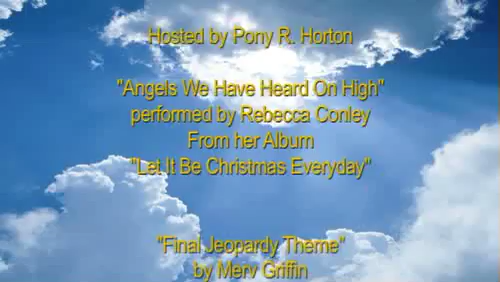 Hosted by Pony R. Horton
"Angels We Have Heard On High"
performed by Rebecca Conley
From her Album
"Let It Be Christmas Everyday"
"Final Jeopardy Theme"
by Merv Griffin